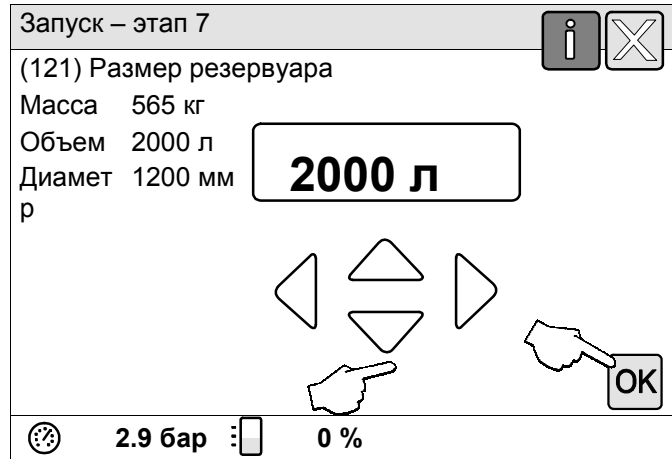 Запуск – этап 7
i
(121) Размер резервуара
Масса 565 кг
Объем 2000 л
Диамет 1200 мм
р
2000 л
OK
2.9 бар 0 %